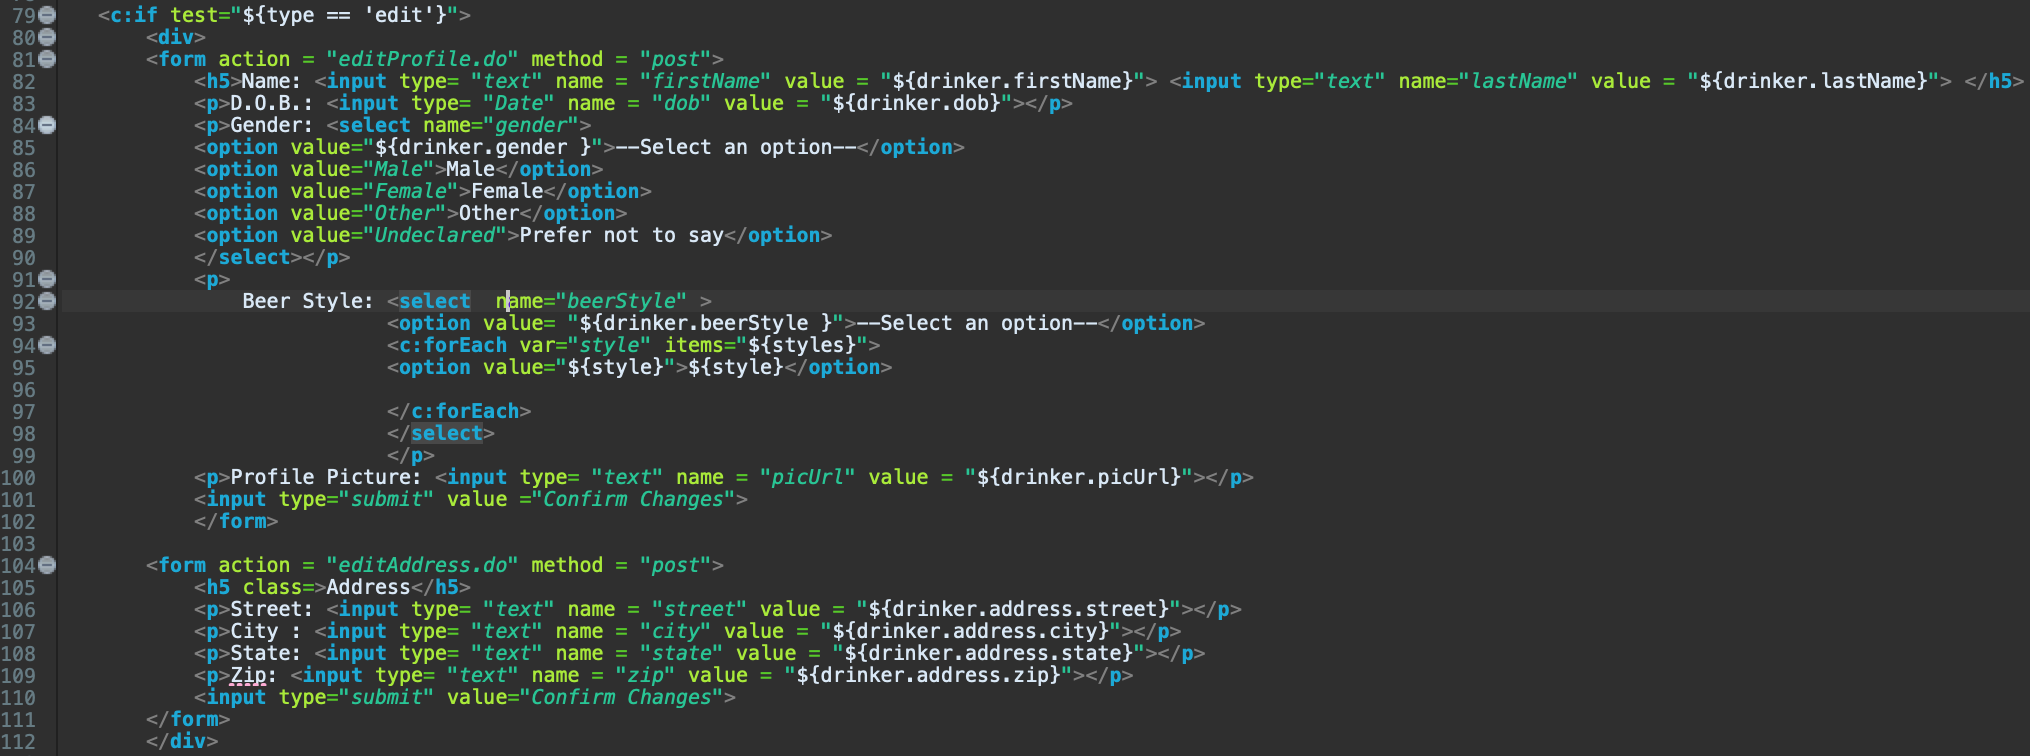 79 <c:if test="${type == 'edit'}">
80 <div>
81 <form action = "editProfile.do" method = "post">
82 <h5>Name: <input type= "text" name = "firstName" value = "${drinker.firstName}"> <input type="text" name="lastName" value = "${drinker.lastName}"> </h5>
83 <p>D.O.B.: <input type= "Date" name = "dob" value = "${drinker.dob}"></p>
84 <p>Gender: <select name="gender">
85 <option value="${drinker.gender }">--Select an option--</option>
86 <option value="Male">Male</option>
87 <option value="Female">Female</option>
88 <option value="Other">Other</option>
89 <option value="Undeclared">Prefer not to say</option>
90 </select></p>
91 <p>
92 Beer Style: <select  name="beerStyle" >
93 <option value= "${drinker.beerStyle }">--Select an option--</option>
94 <c:forEach var="style" items="${styles}">
95 <option value="${style}">${style}</option>
96
97 </c:forEach>
98 </select>
99 </p>
100 <p>Profile Picture: <input type= "text" name = "picUrl" value = "${drinker.picUrl}"></p>
101 <input type="submit" value ="Confirm Changes">
102 </form>
103
104 <form action = "editAddress.do" method = "post">
105 <h5 class=>Address</h5>
106 <p>Street: <input type= "text" name = "street" value = "${drinker.address.street}"></p>
107 <p>City : <input type= "text" name = "city" value = "${drinker.address.city}"></p>
108 <p>State: <input type= "text" name = "state" value = "${drinker.address.state}"></p>
109 <p>Zip: <input type= "text" name = "zip" value = "${drinker.address.zip}"></p>
110 <input type="submit" value="Confirm Changes">
111 </form>
112 </div>